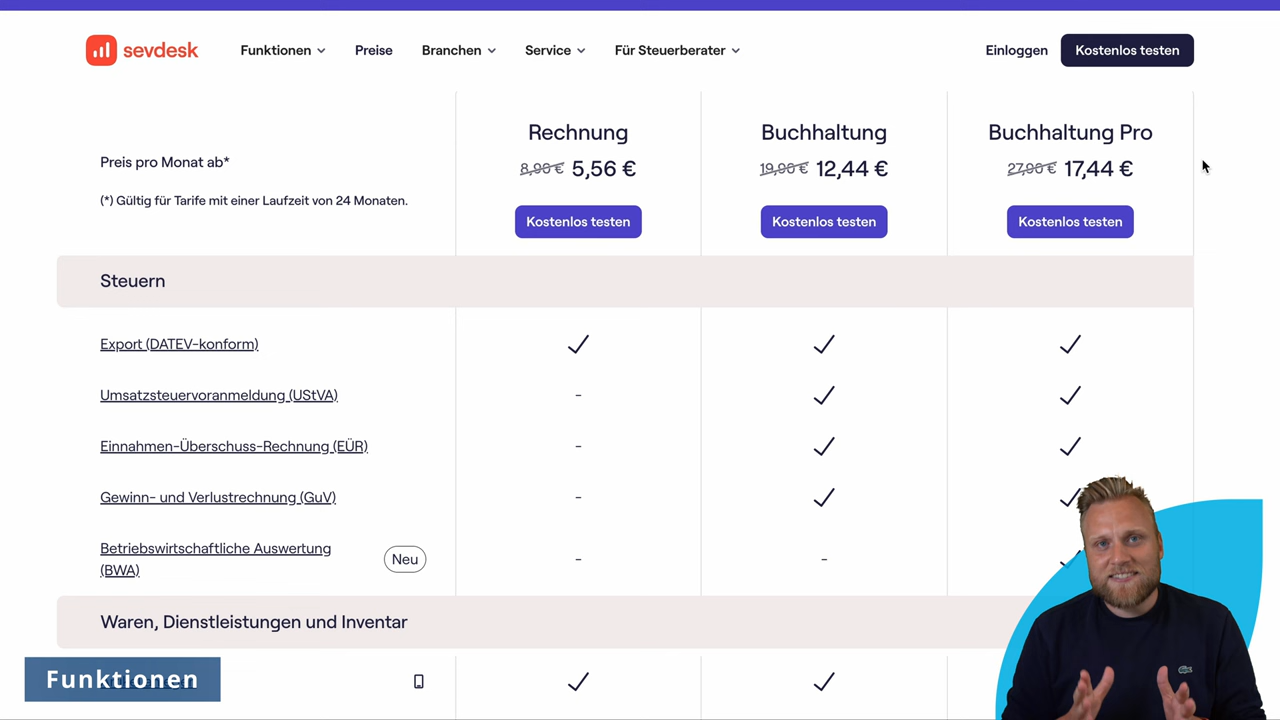 sevdesk
Funktionen
Preise
Branchen
Service
Für Steuerberater
Einloggen
Kostenlos testen
Preis pro Monat ab*
(*) Gültig für Tarife mit einer Laufzeit von 24 Monaten.
Rechnung
8,90 € 5,56 €
Kostenlos testen
Buchhaltung
19,90 € 12,44 €
Kostenlos testen
Buchhaltung Pro
27,90 € 17,44 €
Kostenlos testen
Steuern
Export (DATEV-konform)
Umsatzsteuervoranmeldung (UStVA)
-
Einnahmen-Überschuss-Rechnung (EÜR)
-
Gewinn- und Verlustrechnung (GuV)
-
Betriebswirtschaftliche Auswertung
(BWA)
Neu
- -
Waren, Dienstleistungen und Inventar
Funktionen